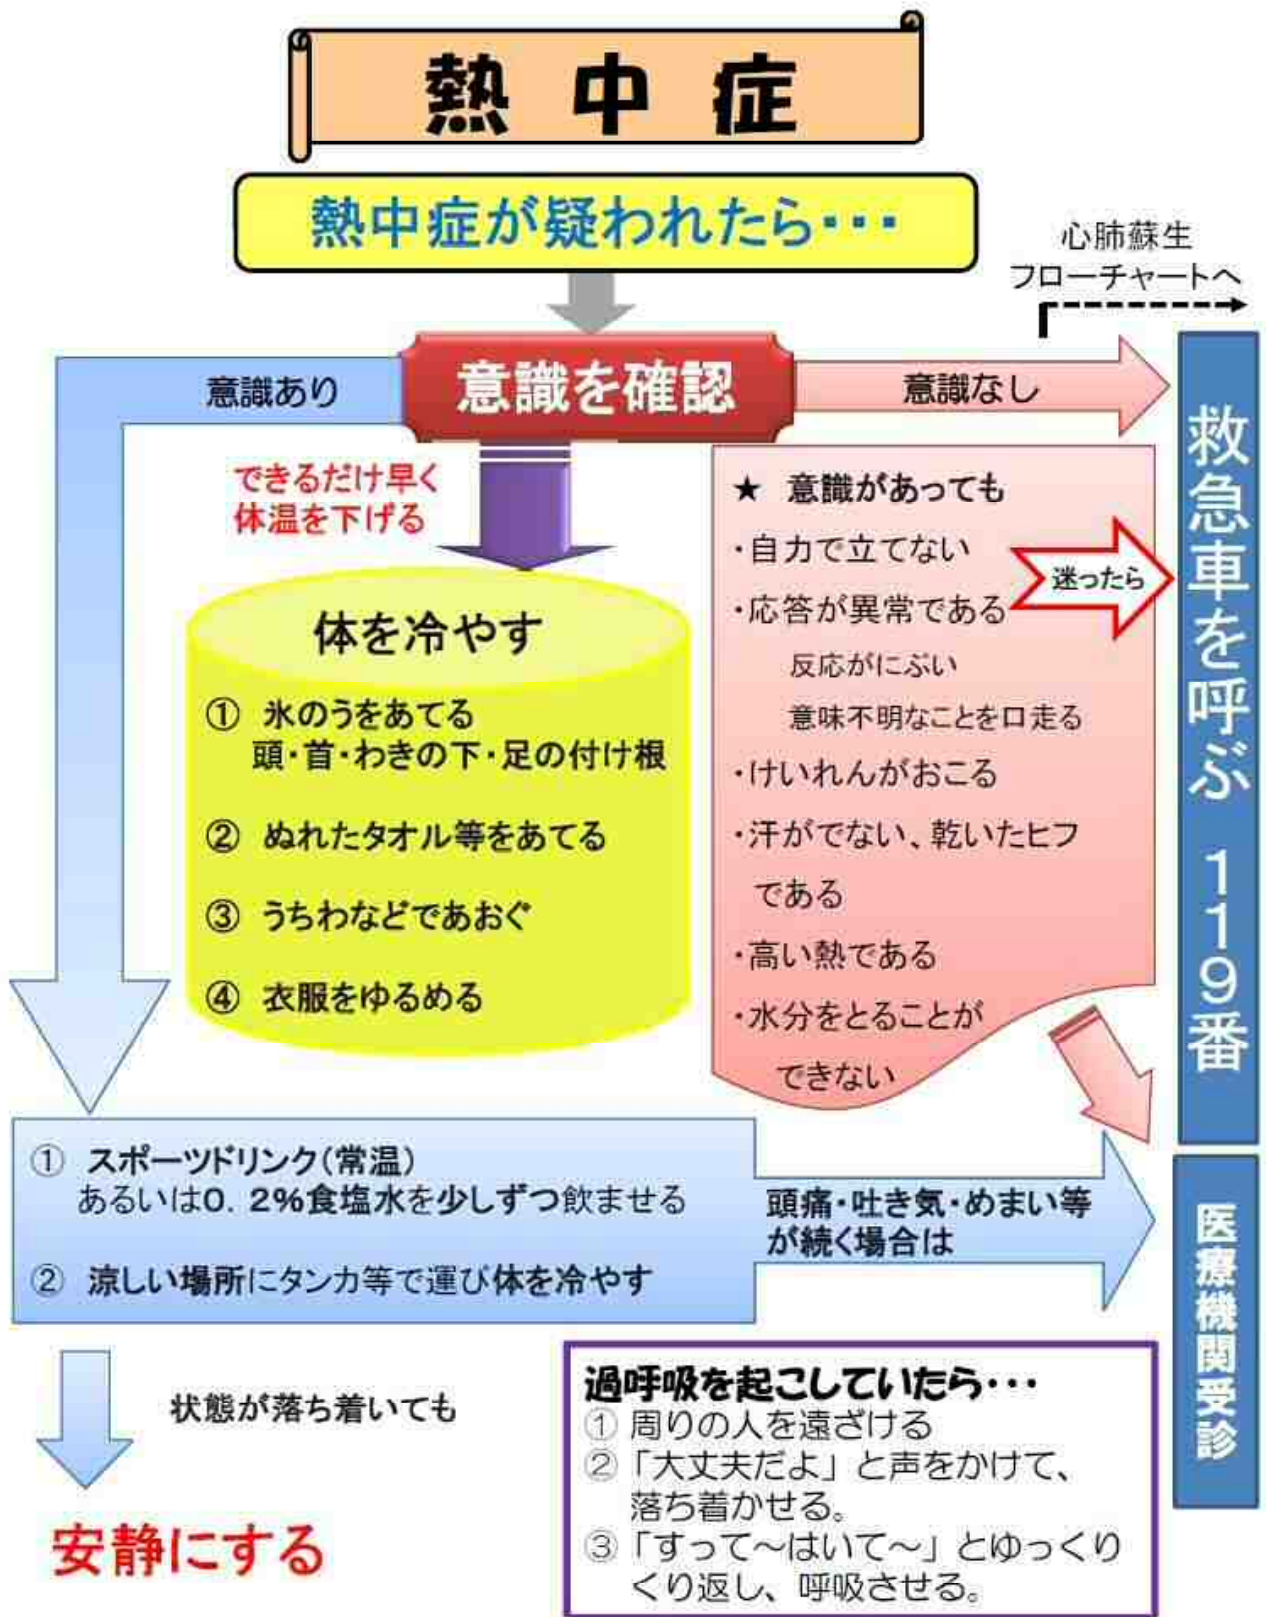 熱中症
熱中症が疑われたら・・・
心肺蘇生
フローチャートへ
意識あり
意識を確認
意識なし
できるだけ早く
体温を下げる
体を冷やす
① 氷のうをあてる
頭・首・わきの下・足の付け根
② ぬれたタオル等をあてる
③ うちわなどであおぐ
④ 衣服をゆるめる
★ 意識があっても
・自力で立てない
・応答が異常である
反応がにぶい
意味不明なことを口走る
・けいれんがおこる
・汗がでない、乾いたヒフ
である
・高い熱である
・水分をとることが
できない
迷ったら
救急車を呼ぶ 119番
① スポーツドリンク(常温)
あるいは0.2%食塩水を少しずつ飲ませる
② 涼しい場所にタンカ等で運び体を冷やす
頭痛・吐き気・めまい等
が続く場合は
医療機関受診
状態が落ち着いても
安静にする
過呼吸を起こしていたら・・・
① 周りの人を遠ざける
② 「大丈夫だよ」と声をかけて、
落ち着かせる。
③ 「すって～はいて～」とゆっくり
くり返し、呼吸させる。